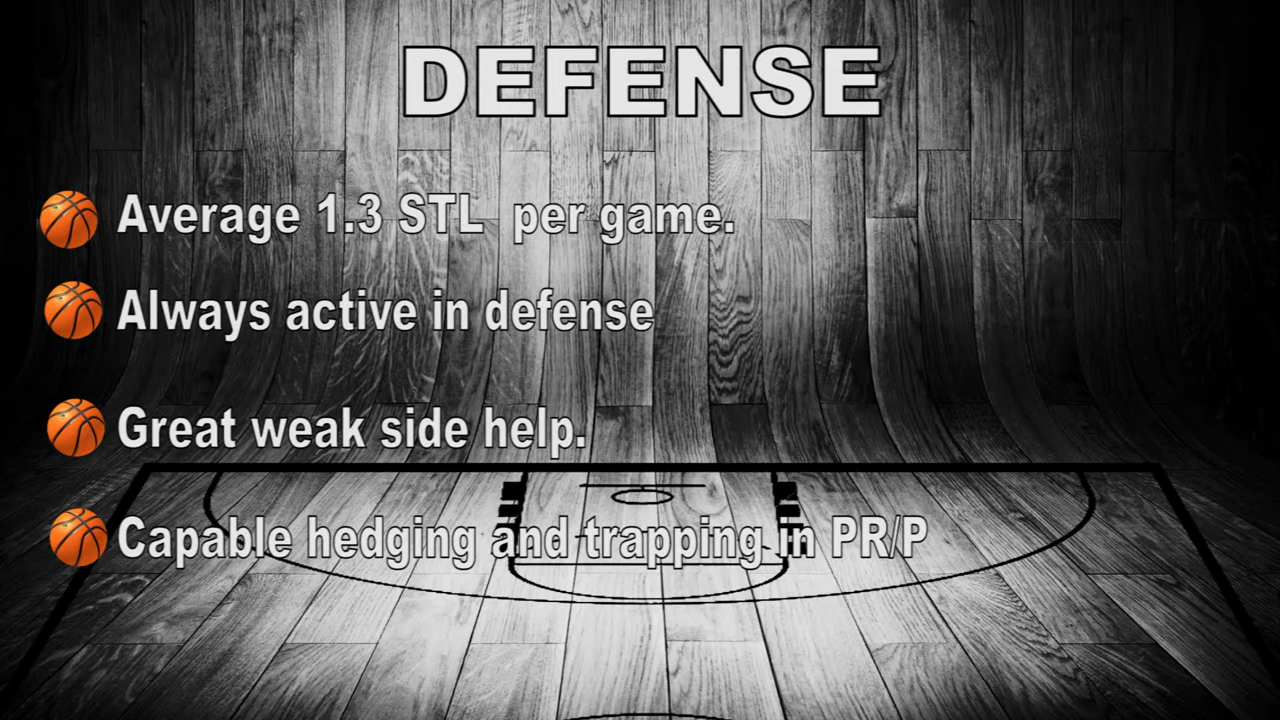 DEFENSE
Average 1.3 STL  per game.
Always active in defense
Great weak side help.
Capable hedging and trapping in PR/P